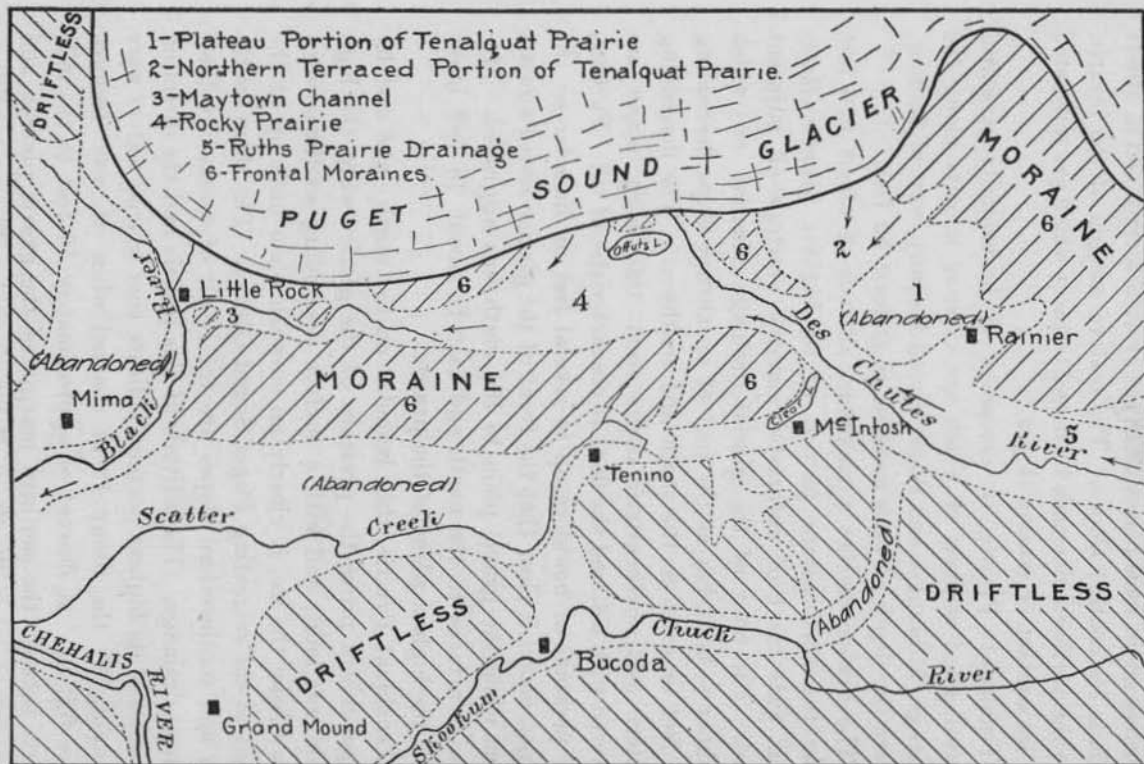 DRIFTLESS
1-Plateau Portion of Tenalquat Prairie
2-Northern Terraced Portion of Tenalquat Prairie.
3-Maytown Channel
4-Rocky Prairie
5-Ruths Prairie Drainage
6-Frontal Moraines.
PUGET SOUND GLACIER
MORAINE
6
Offuts L
6
6
2
1
(Abandoned)
Rainier
4
River
Little Rock
3
(Abandoned)
Mima
Black
MORAINE
6
6
Clear L
McIntosh
Des Chutes River
5
Tenino
(Abandoned)
Scatter Creek
DRIFTLESS
(Abandoned)
DRIFTLESS
CHEHALIS RIVER
Grand Mound
Bucoda
Skookum Chuck River